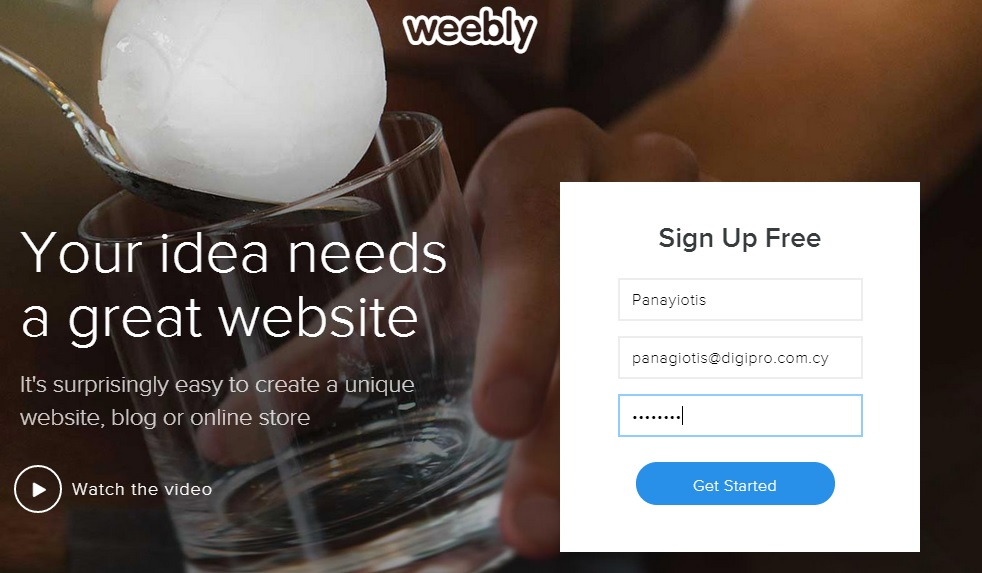 weebly
Your idea needs
a great website
It's surprisingly easy to create a unique
website, blog or online store
Watch the video
Sign Up Free
Panayiotis
panagiotis@digipro.com.cy
••••••••
Get Started